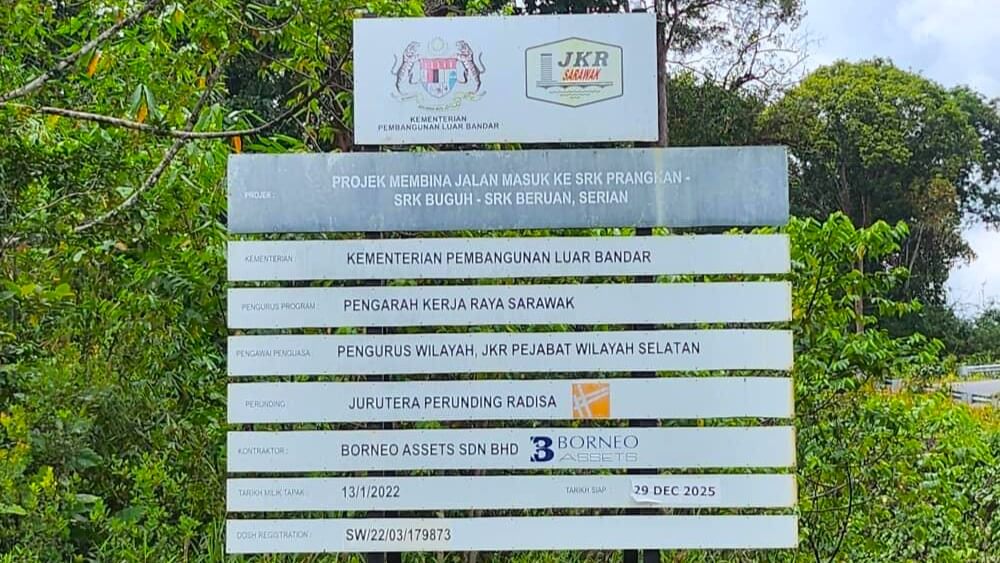 KEMENTERIAN
PEMBANGUNAN LUAR BANDAR
JKR
SARAWAK
PROJEK : PROJEK MEMBINA JALAN MASUK KE SRK PRANGKAN -
SRK BUGUH - SRK BERUAN, SERIAN
KEMENTERIAN : KEMENTERIAN PEMBANGUNAN LUAR BANDAR
PENGURUS PROGRAM : PENGARAH KERJA RAYA SARAWAK
PENGAWAI PENGUASA : PENGURUS WILAYAH, JKR PEJABAT WILAYAH SELATAN
PERUNDING : JURUTERA PERUNDING RADISA
KONTRAKTOR : BORNEO ASSETS SDN BHD 3 BORNEO
ASSETS
TARIKH MILIK TAPAK : 13/1/2022 TARIKH SIAP : 29 DEC 2025
DOSH REGISTRATION : SW/22/03/179873